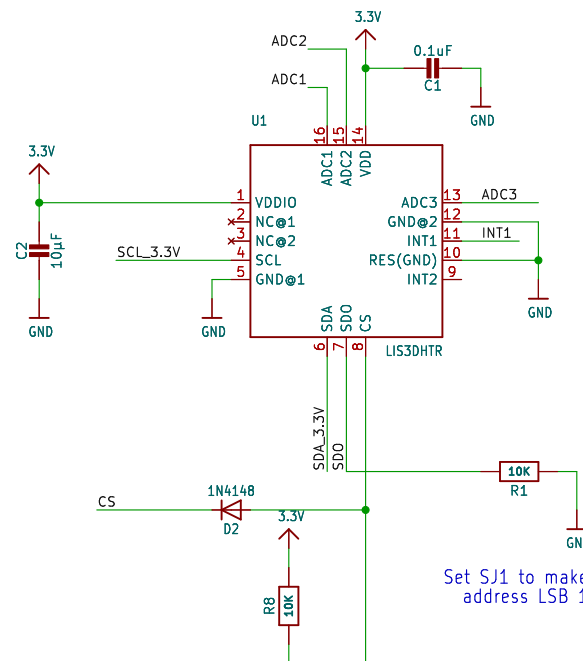 3.3V
ADC2
0.1uF
C1
ADC1
GND
U1
16
15
14
ADC1
ADC2
VDD
3.3V
1
VDDIO
ADC3
13
ADC3
2
NC@1
GND@2
12
3
NC@2
INT1
11
INT1
C2
10µF
SCL_3.3V
4
SCL
RES(GND)
10
5
GND@1
INT2
9
GND
GND
GND
SDA
SDO
CS
6
7
8
LIS3DHTR
SDA_3.3V
SDO
10K
R1
CS
1N4148
D2
3.3V
GN
Set SJ1 to make
address LSB 1
R8
10K